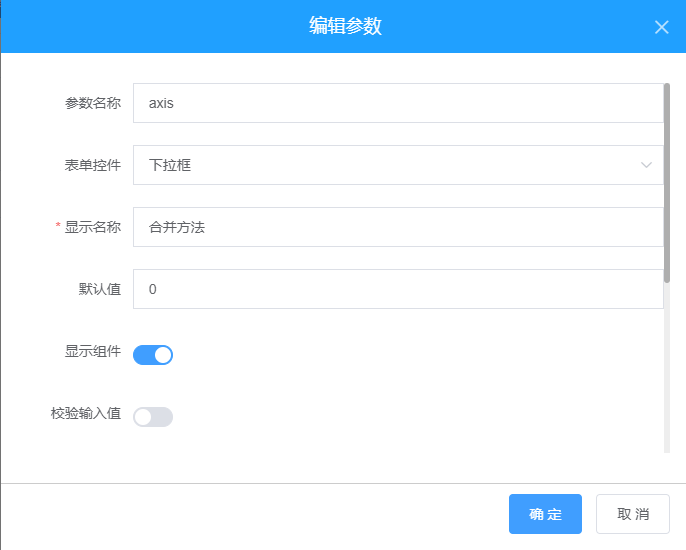 编辑参数
参数名称 axis
表单控件 下拉框
* 显示名称 合并方法
默认值 0
显示组件
校验输入值
确 定 取 消